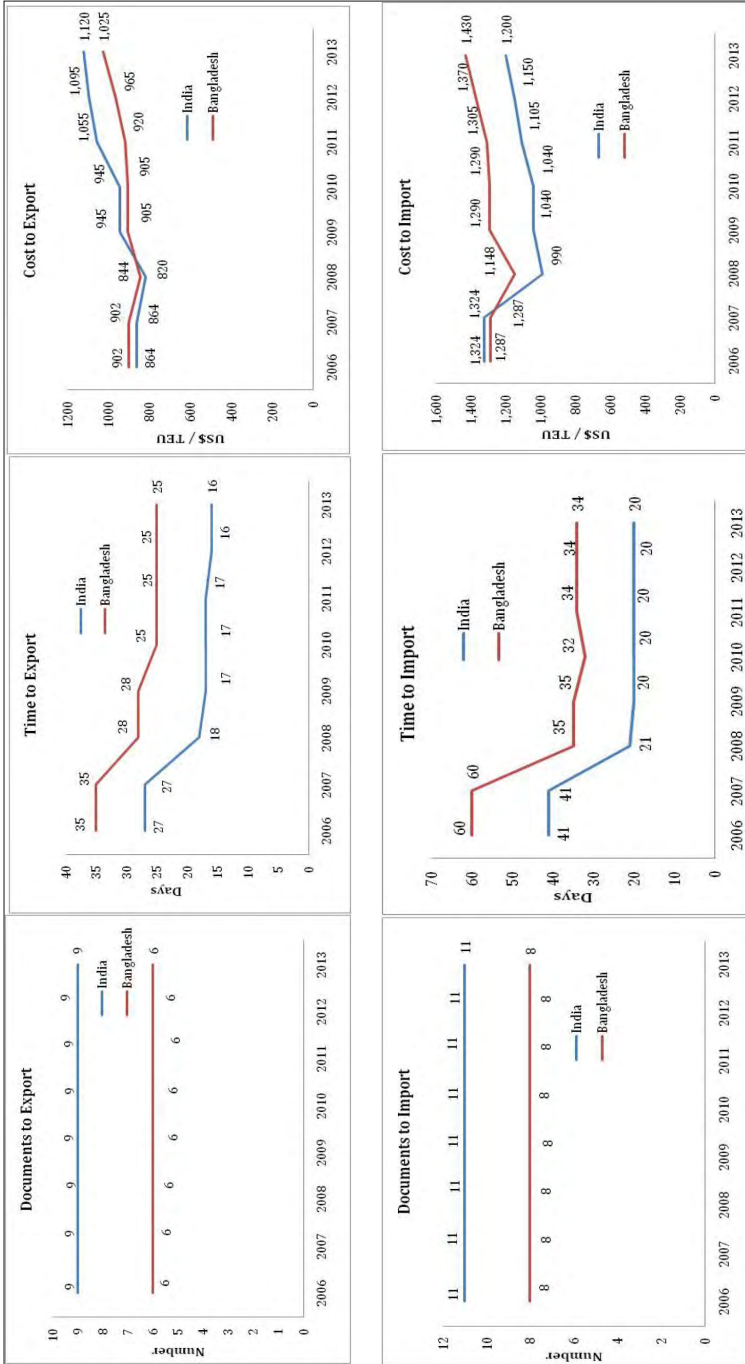 Documents to Export
10
9
8
7
6
5
4
3
2
1
0
Number
9 9 9 9 9 9 9 9
6 6 6 6 6 6 6 6
India
Bangladesh
2006 2007 2008 2009 2010 2011 2012 2013
Time to Export
40
35
30
25
20
15
10
5
0
Days
35 35 28 28 25 25 25 25
27 27 18 17 17 17 16 16
India
Bangladesh
2006 2007 2008 2009 2010 2011 2012 2013
Cost to Export
1200
1000
800
600
400
200
0
US$ / TEU
902 902 844 945 945 1,055 1,095 1,120
864 864 820 905 905 920 965 1,025
India
Bangladesh
2006 2007 2008 2009 2010 2011 2012 2013
Documents to Import
12
10
8
6
4
2
0
Number
11 11 11 11 11 11 11 11
8 8 8 8 8 8 8 8
India
Bangladesh
2006 2007 2008 2009 2010 2011 2012 2013
Time to Import
70
60
50
40
30
20
10
0
Days
60 60 35 35 32 34 34 34
41 41 21 20 20 20 20 20
India
Bangladesh
2006 2007 2008 2009 2010 2011 2012 2013
Cost to Import
1,600
1,400
1,200
1,000
800
600
400
200
0
US$ / TEU
1,324 1,324 1,148 1,290 1,290 1,305 1,370 1,430
1,287 1,287 990 1,040 1,040 1,105 1,150 1,200
India
Bangladesh
2006 2007 2008 2009 2010 2011 2012 2013